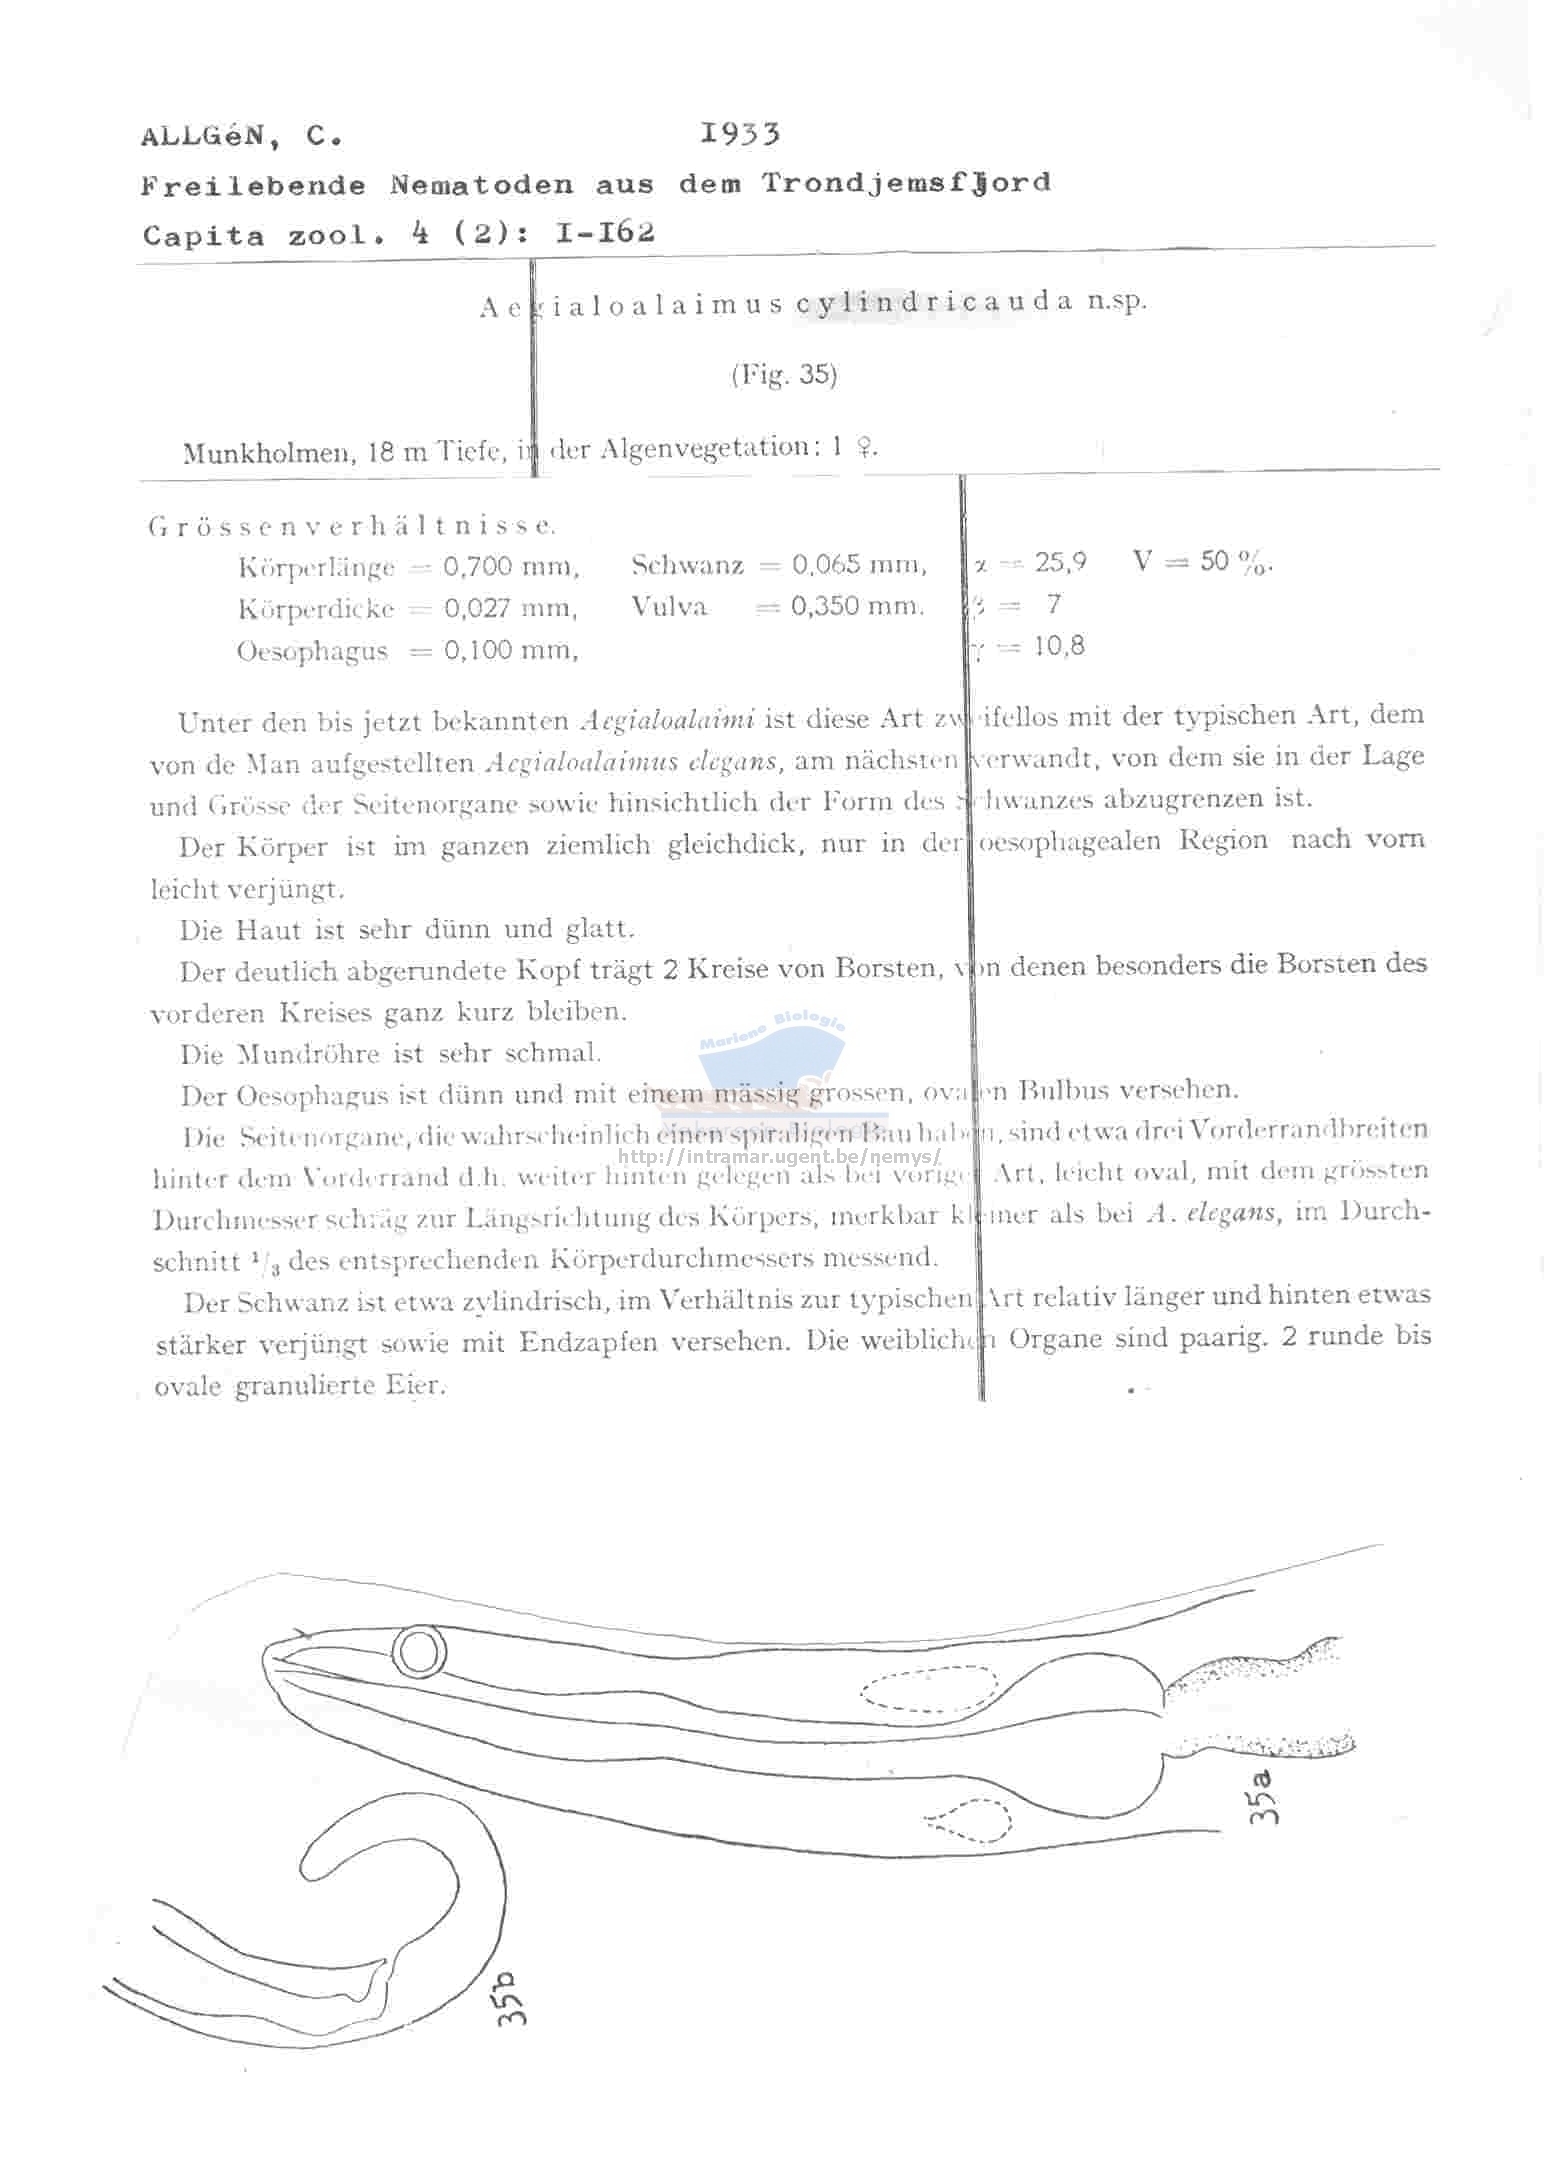 ALLGéN, C. I933
Freilebende Nematoden aus dem Trondjemsfjord
Capita zool. 4 (2): I-I62
Aegialoalaimus cylindricauda n.sp.
(Fig. 35)
Munkholmen, 18 m Tiefe, in der Algenvegetation: 1 ♀.
Grössenverhältnisse.
Körperlänge = 0,700 mm, Schwanz = 0,065 mm, α = 25,9 V = 50 %.
Körperdicke = 0,027 mm, Vulva = 0,350 mm. β = 7
Oesophagus = 0,100 mm, γ = 10,8
Unter den bis jetzt bekannten Aegialoalaimi ist diese Art zweifellos mit der typischen Art, dem
von de Man aufgestellten Aegialoalaimus elegans, am nächsten verwandt, von dem sie in der Lage
und Grösse der Seitenorgane sowie hinsichtlich der Form des Schwanzes abzugrenzen ist.
Der Körper ist im ganzen ziemlich gleichdick, nur in der oesophagealen Region nach vorn
leicht verjüngt.
Die Haut ist sehr dünn und glatt.
Der deutlich abgerundete Kopf trägt 2 Kreise von Borsten, von denen besonders die Borsten des
vorderen Kreises ganz kurz bleiben.
Die Mundröhre ist sehr schmal.
Der Oesophagus ist dünn und mit einem mässig grossen, ovalen Bulbus versehen.
Die Seitenorgane, die wahrscheinlich einen spiraligen Bau haben, sind etwa drei Vorderrandbreiten
hinter dem Vorderrand d.h. weiter hinten gelegen als bei voriger Art, leicht oval, mit dem grössten
Durchmesser schräg zur Längsrichtung des Körpers, merkbar kleiner als bei A. elegans, im Durch-
schnitt 1/3 des entsprechenden Körperdurchmessers messend.
Der Schwanz ist etwa zylindrisch, im Verhältnis zur typischen Art relativ länger und hinten etwas
stärker verjüngt sowie mit Endzapfen versehen. Die weiblichen Organe sind paarig. 2 runde bis
ovale granulierte Eier.
Mariene Biologie
http://intramar.ugent.be/nemys/
35a
35b